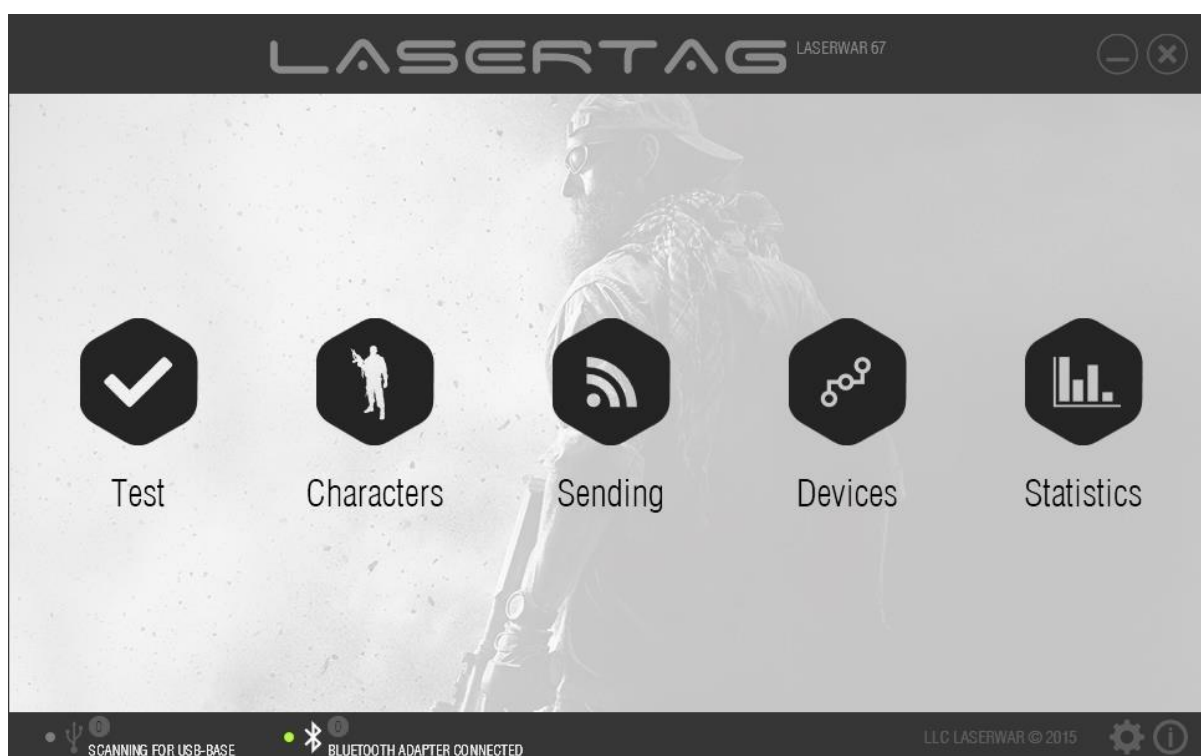 LASERTAG LASERWAR 67
Test
Characters
Sending
Devices
Statistics
SCANNING FOR USB-BASE
BLUETOOTH ADAPTER CONNECTED
LLC LASERWAR © 2015